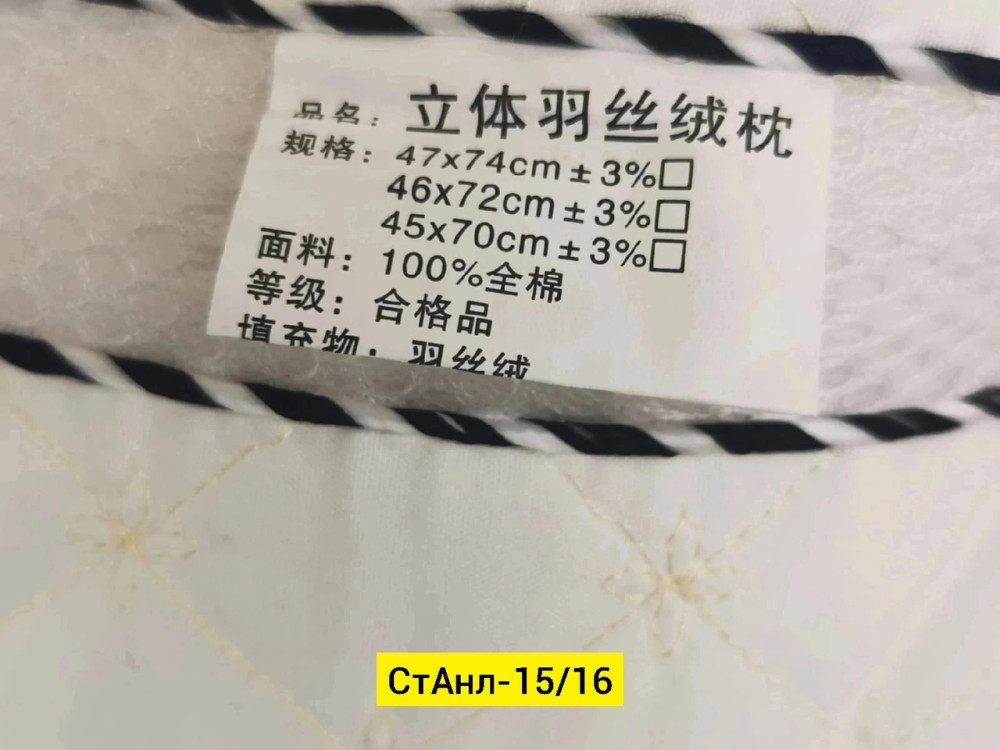 品名：立体羽丝绒枕
规格：47x74cm±3%□
46x72cm±3%□
45x70cm±3%□
面料：100%全棉
等级：合格品
填充物：羽丝绒
СтАнл-15/16